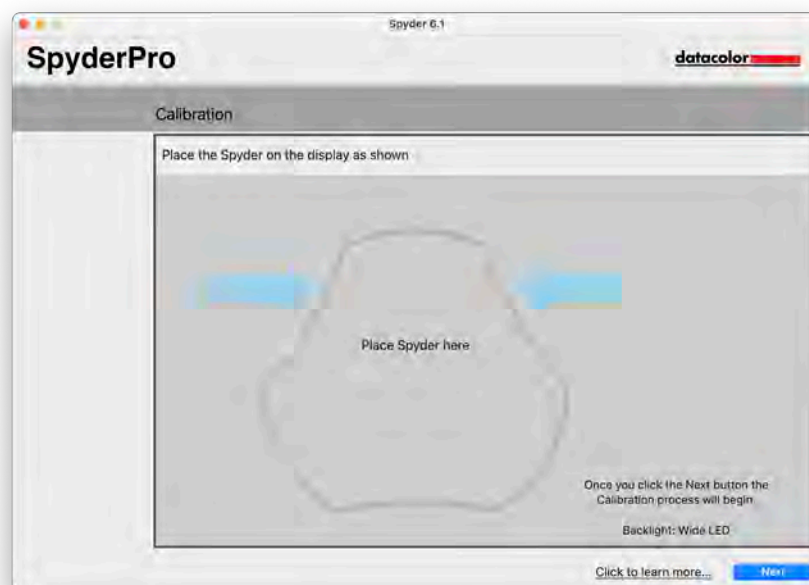 Spyder 6.1
SpyderPro
datacolor
Calibration
Place the Spyder on the display as shown
Place Spyder here
Once you click the Next button the
Calibration process will begin
Backlight: Wide LED
Click to learn more...
Next